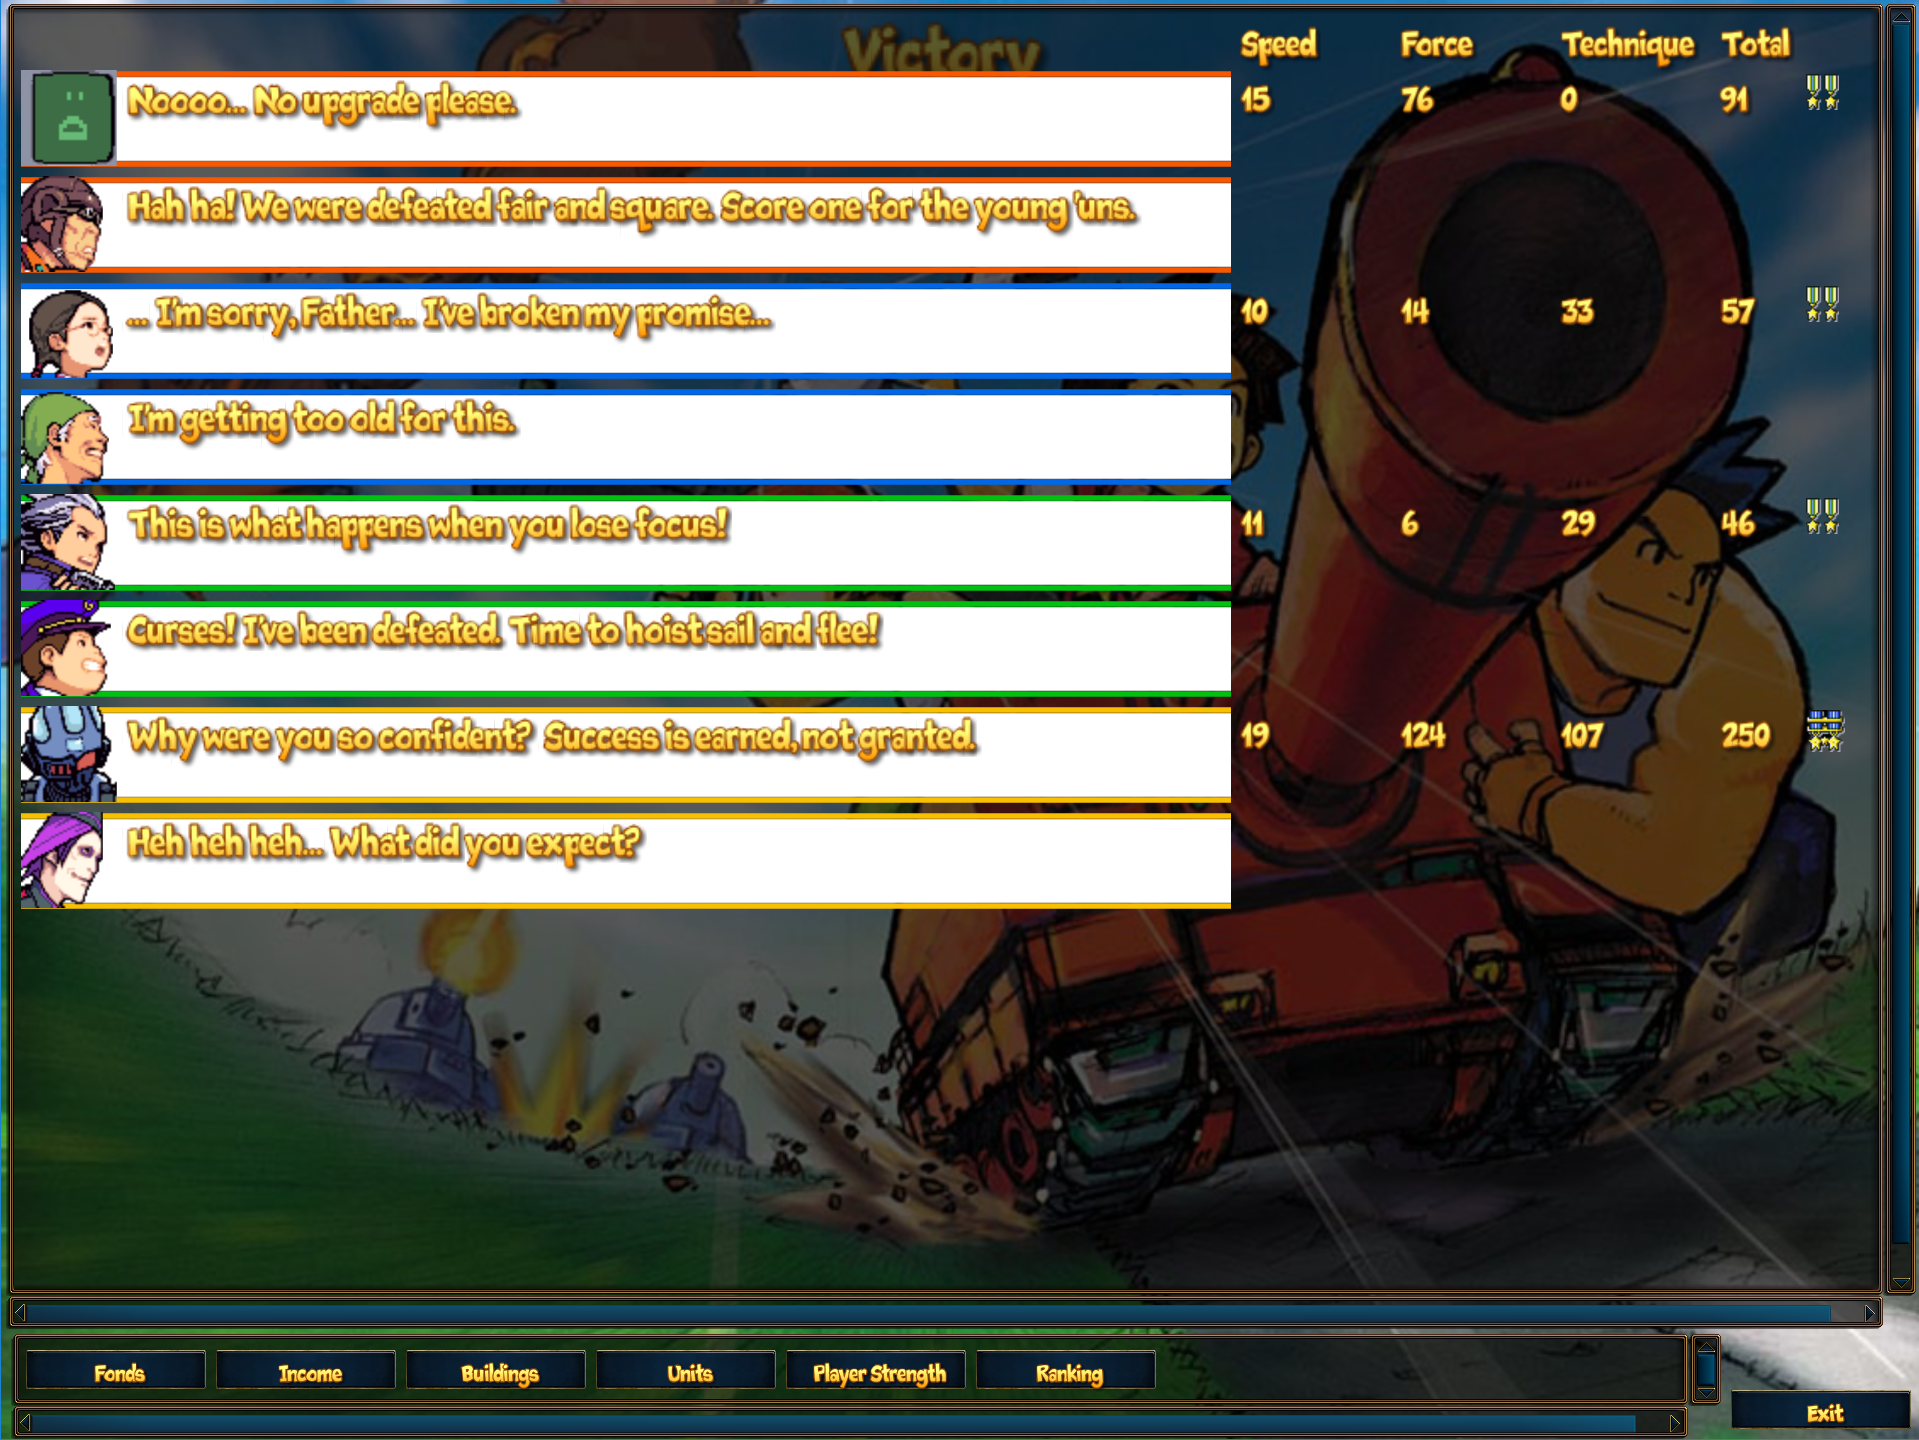 Victory
Speed Force Technique Total
Noooo... No upgrade please.
15 76 0 91
Hah ha! We were defeated fair and square. Score one for the young 'uns.
... I'm sorry, Father... I've broken my promise...
10 14 33 57
I'm getting too old for this.
This is what happens when you lose focus!
11 6 29 46
Curses! I've been defeated. Time to hoist sail and flee!
Why were you so confident? Success is earned, not granted.
19 124 107 250
Heh heh heh... What did you expect?
Fonds Income Buildings Units Player Strength Ranking
Exit